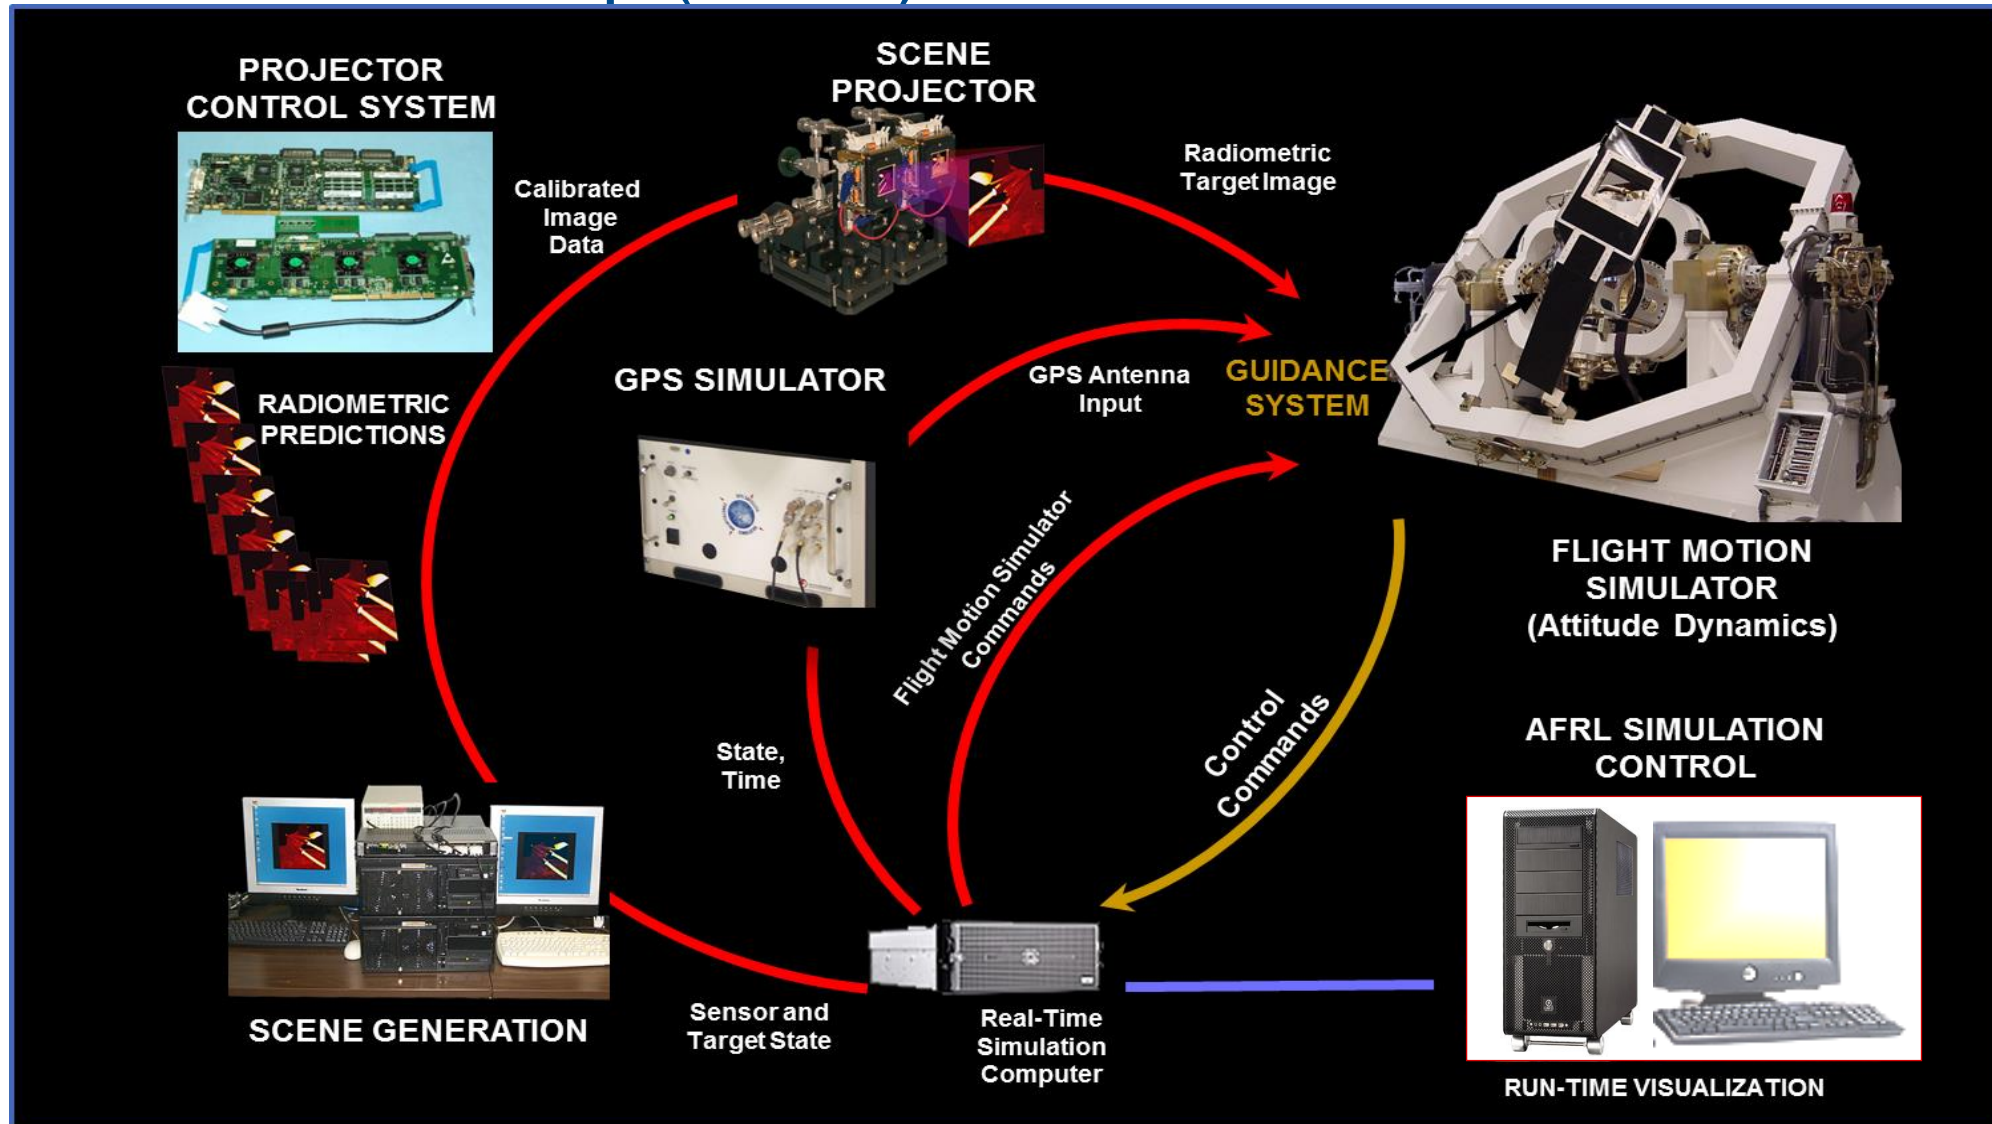 PROJECTOR
CONTROL SYSTEM
SCENE
PROJECTOR
Calibrated
Image
Data
Radiometric
Target Image
RADIOMETRIC
PREDICTIONS
GPS SIMULATOR
GPS Antenna
Input
GUIDANCE
SYSTEM
Flight Motion Simulator
Commands
FLIGHT MOTION
SIMULATOR
(Attitude Dynamics)
State,
Time
Control
Commands
AFRL SIMULATION
CONTROL
SCENE GENERATION
Sensor and
Target State
Real-Time
Simulation
Computer
RUN-TIME VISUALIZATION